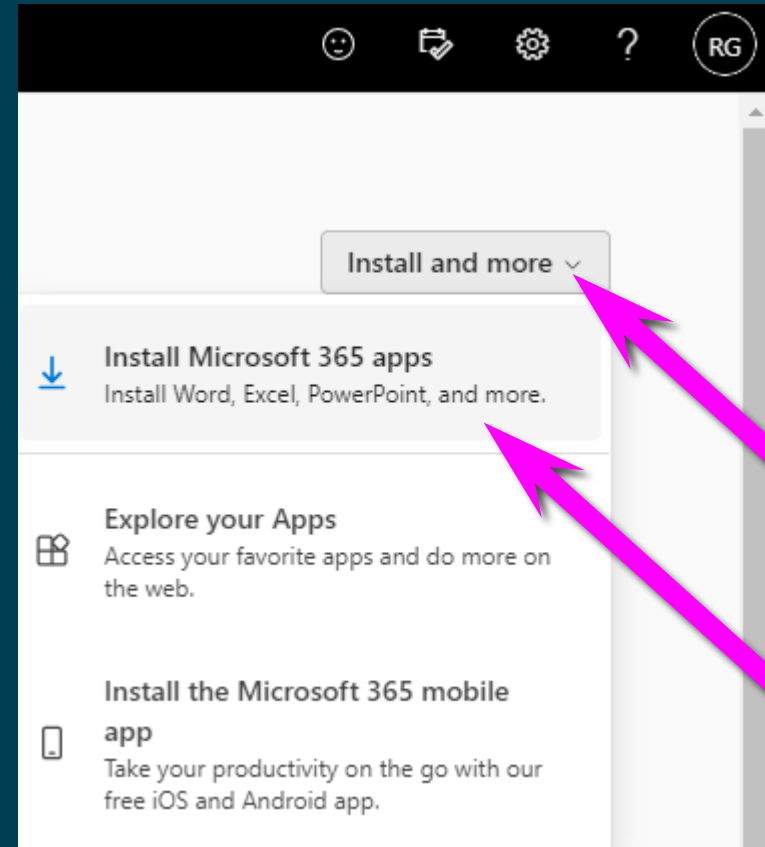 ?
RG
Install and more
Install Microsoft 365 apps
Install Word, Excel, PowerPoint, and more.
Explore your Apps
Access your favorite apps and do more on
the web.
Install the Microsoft 365 mobile
app
Take your productivity on the go with our
free iOS and Android app.